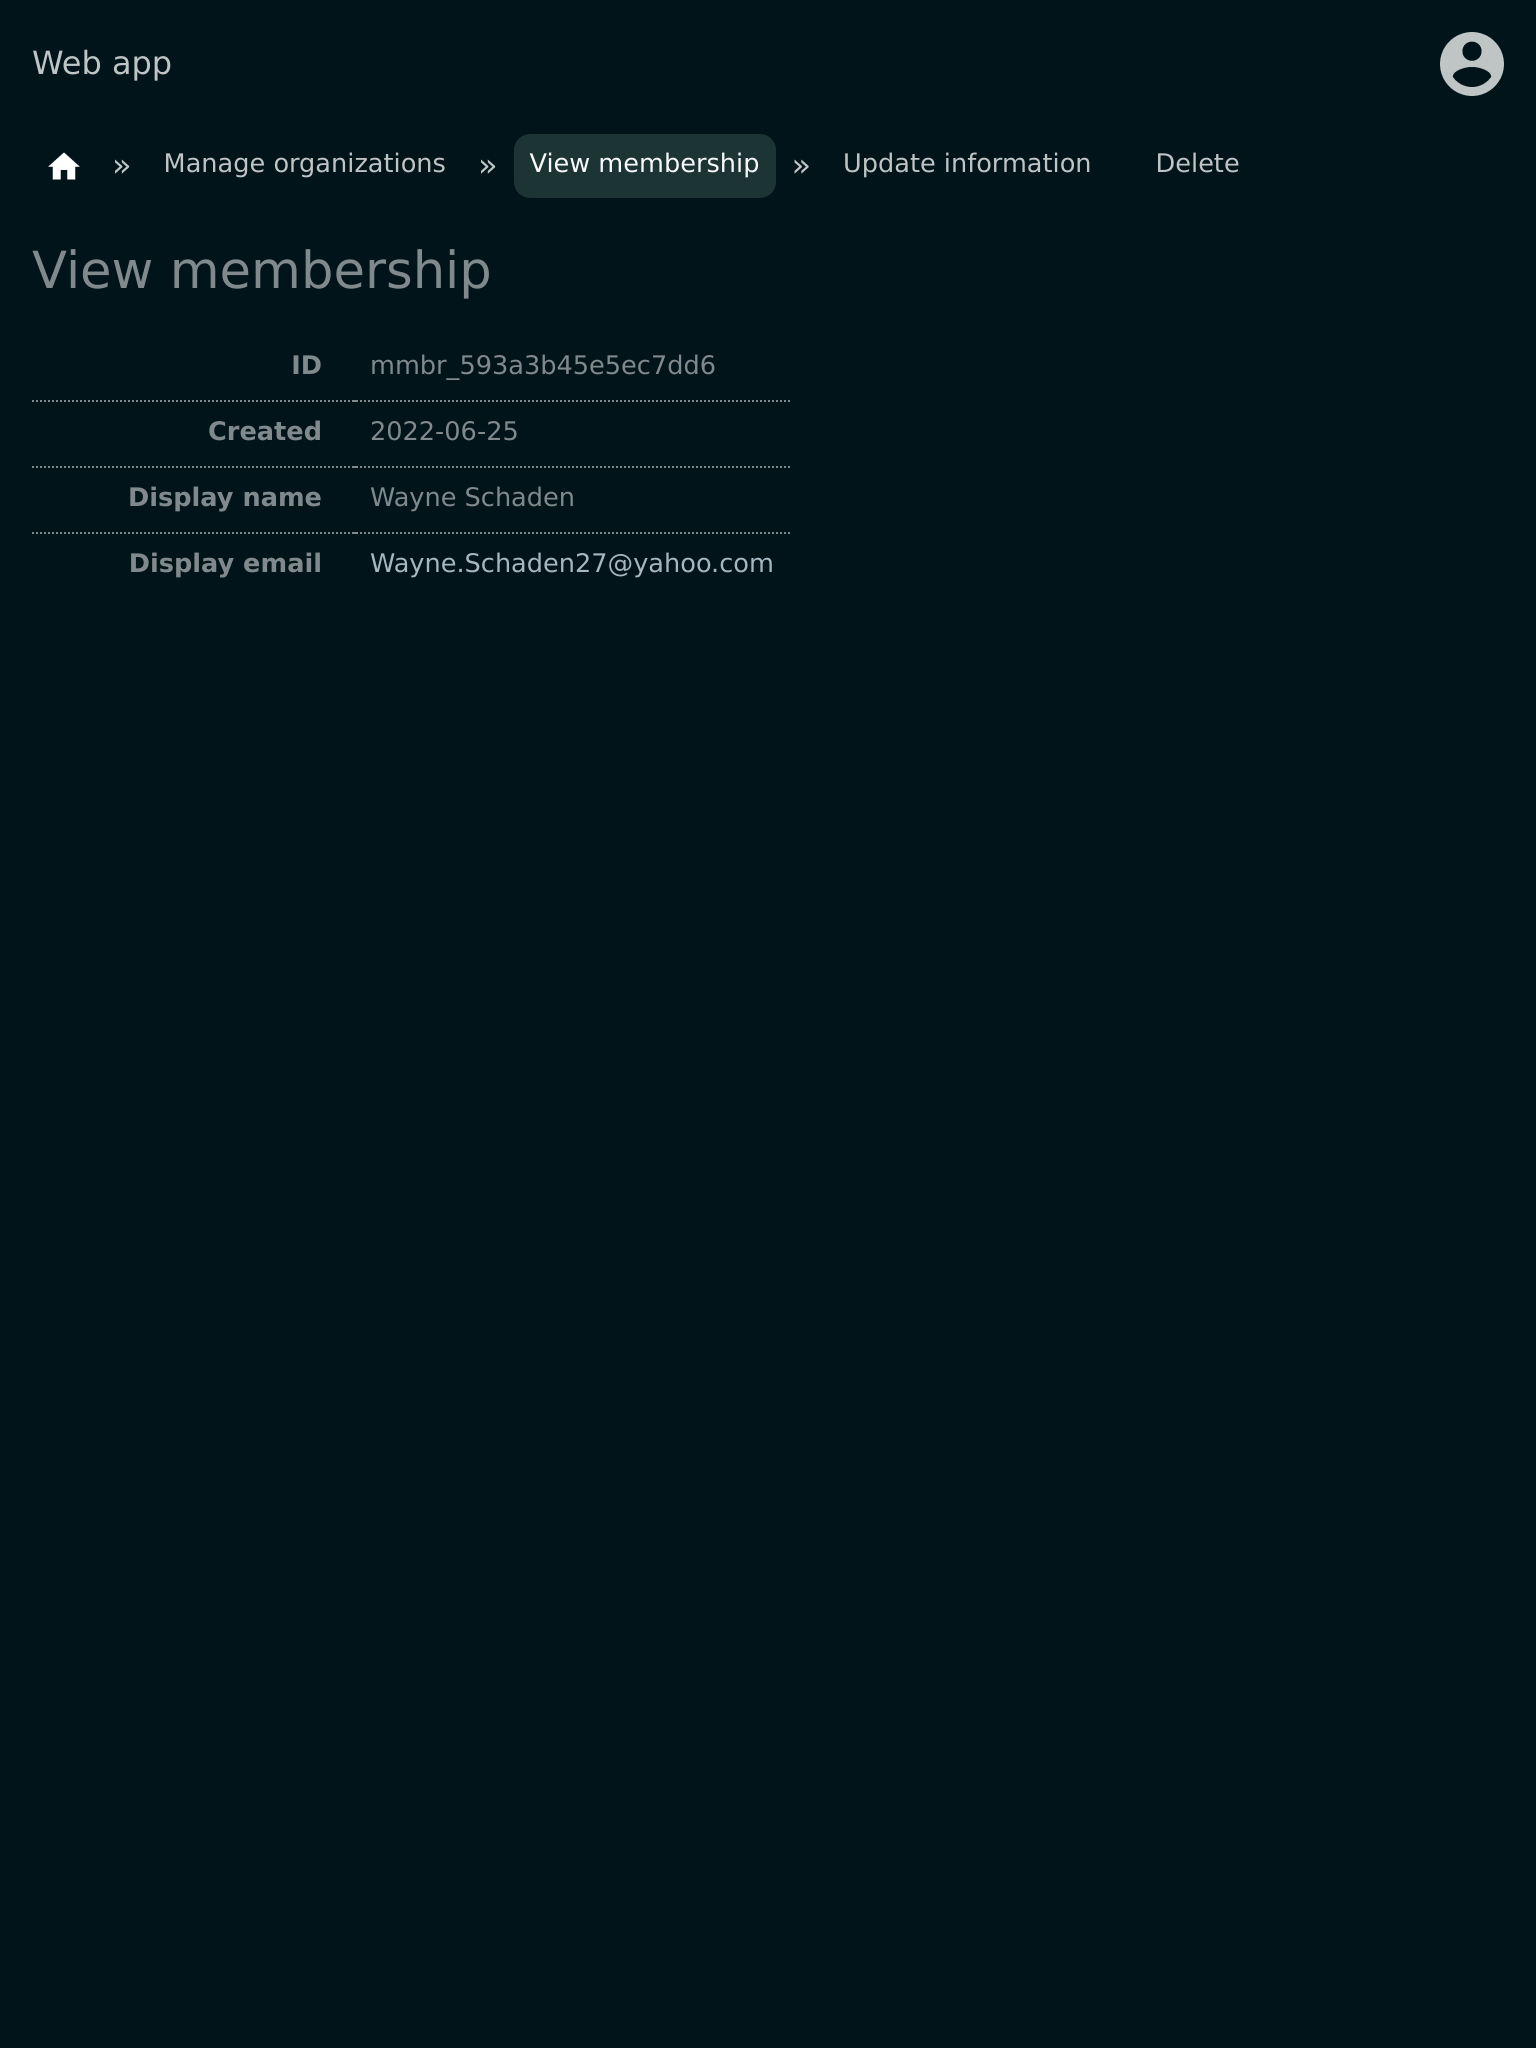 Web app
» Manage organizations » View membership » Update information Delete
View membership
ID mmbr_593a3b45e5ec7dd6
Created 2022-06-25
Display name Wayne Schaden
Display email Wayne.Schaden27@yahoo.com